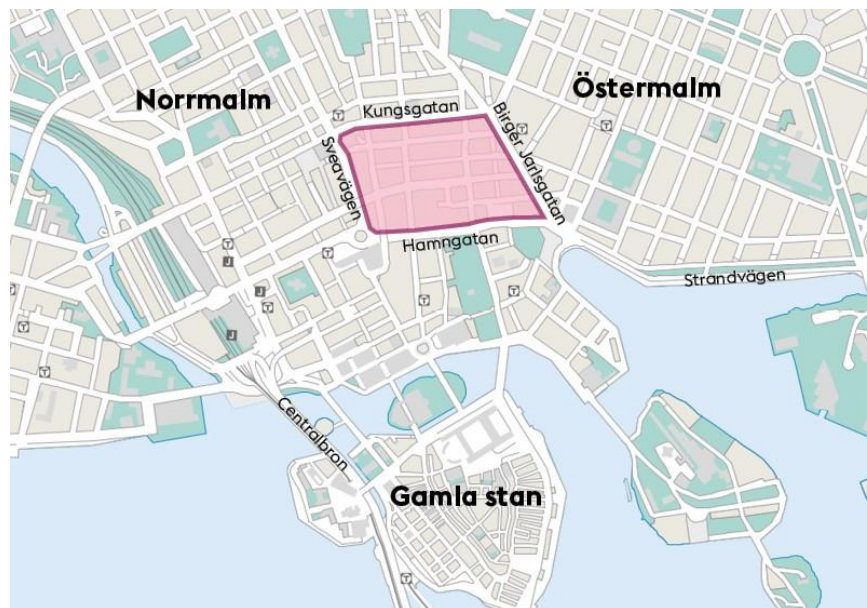 Norrmalm
Östermalm
Kungsgatan
Birger Jarlsgatan
Sveavägen
Hamngatan
Strandvägen
Centralbron
Gamla stan
T
T
T
T
T
T
T
T
T
T
J
J